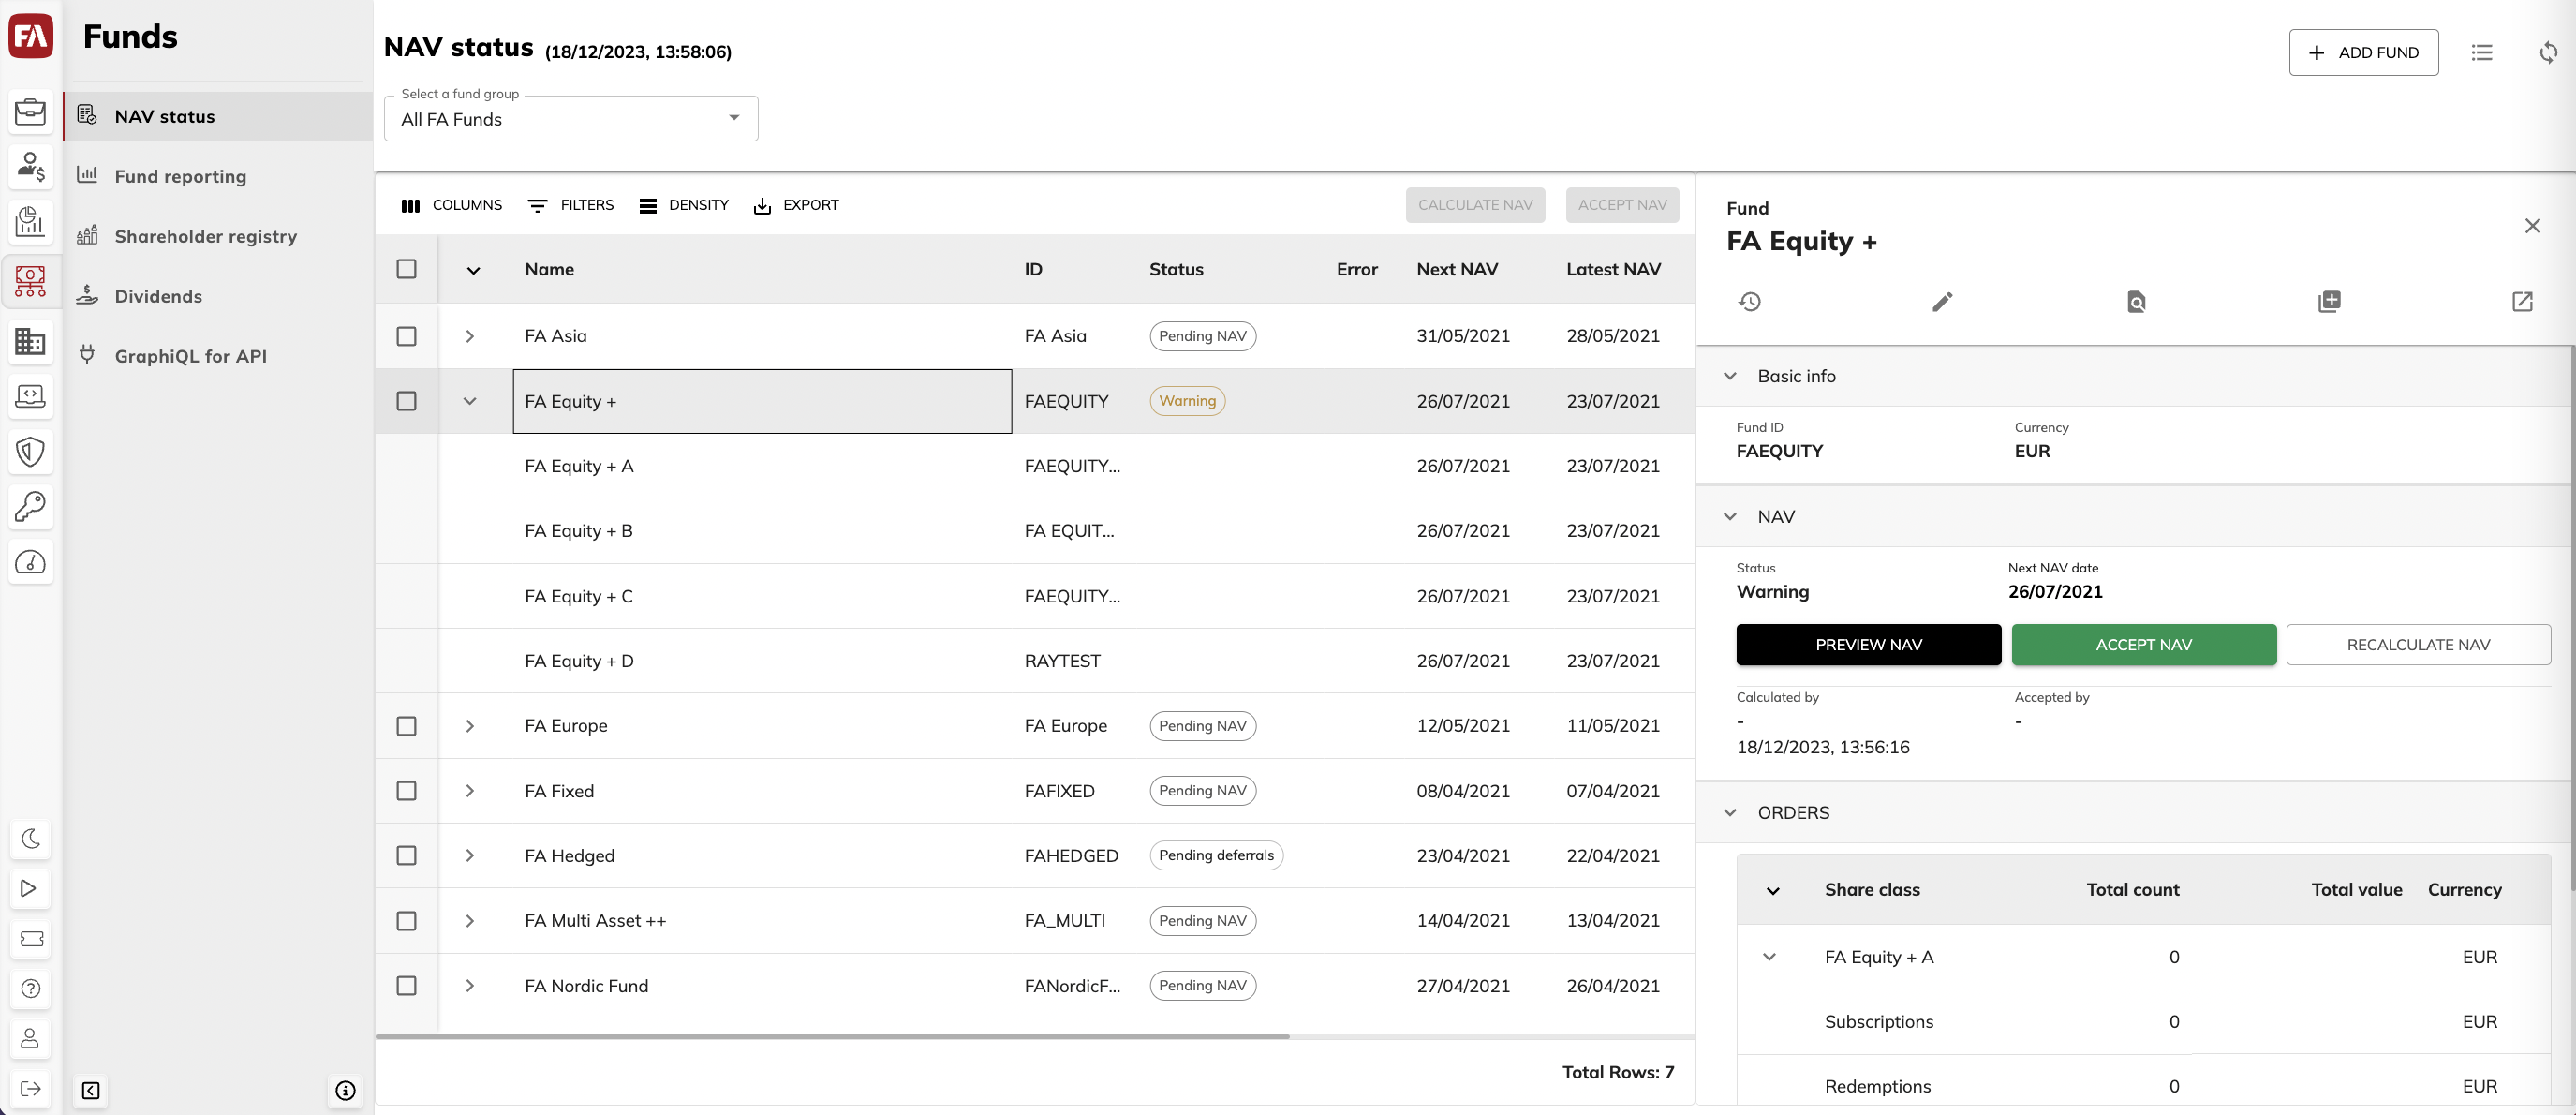 FA
Funds
NAV status
Fund reporting
Shareholder registry
Dividends
GraphiQL for API
NAV status (18/12/2023, 13:58:06)
ADD FUND
Select a fund group
All FA Funds
COLUMNS FILTERS DENSITY EXPORT CALCULATE NAV ACCEPT NAV
Name ID Status Error Next NAV Latest NAV
FA Asia FA Asia Pending NAV 31/05/2021 28/05/2021
FA Equity + FAEQUITY Warning 26/07/2021 23/07/2021
FA Equity + A FAEQUITY... 26/07/2021 23/07/2021
FA Equity + B FA EQUIT... 26/07/2021 23/07/2021
FA Equity + C FAEQUITY... 26/07/2021 23/07/2021
FA Equity + D RAYTEST 26/07/2021 23/07/2021
FA Europe FA Europe Pending NAV 12/05/2021 11/05/2021
FA Fixed FAFIXED Pending NAV 08/04/2021 07/04/2021
FA Hedged FAHEDGED Pending deferrals 23/04/2021 22/04/2021
FA Multi Asset ++ FA_MULTI Pending NAV 14/04/2021 13/04/2021
FA Nordic Fund FANordicF... Pending NAV 27/04/2021 26/04/2021
Total Rows: 7
Fund
FA Equity +
Basic info
Fund ID Currency
FAEQUITY EUR
NAV
Status Next NAV date
Warning 26/07/2021
PREVIEW NAV ACCEPT NAV RECALCULATE NAV
Calculated by Accepted by
- -
18/12/2023, 13:56:16
ORDERS
Share class Total count Total value Currency
FA Equity + A 0 EUR
Subscriptions 0 EUR
Redemptions 0 EUR